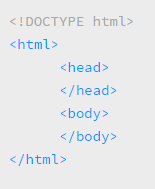 <!DOCTYPE html>
<html>
<head>
</head>
<body>
</body>
</html>